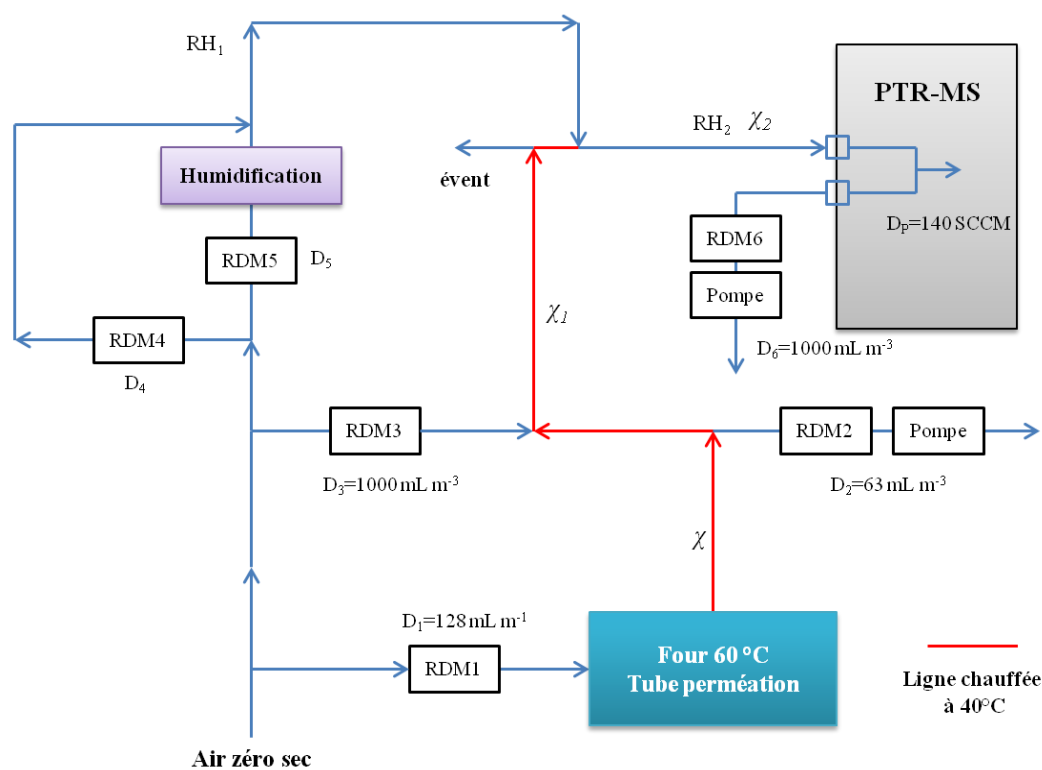 RH₁
PTR-MS
RH₂ χ₂
Humidification
évent
D_P=140 SCCM
RDM6
RDM5
D₅
Pompe
χ₁
RDM4
D₆=1000 mL m⁻³
D₄
RDM3
RDM2
Pompe
D₃=1000 mL m⁻³
D₂=63 mL m⁻³
χ
D₁=128 mL m⁻¹
RDM1
Four 60 °C
Tube perméation
Ligne chauffée
à 40°C
Air zéro sec